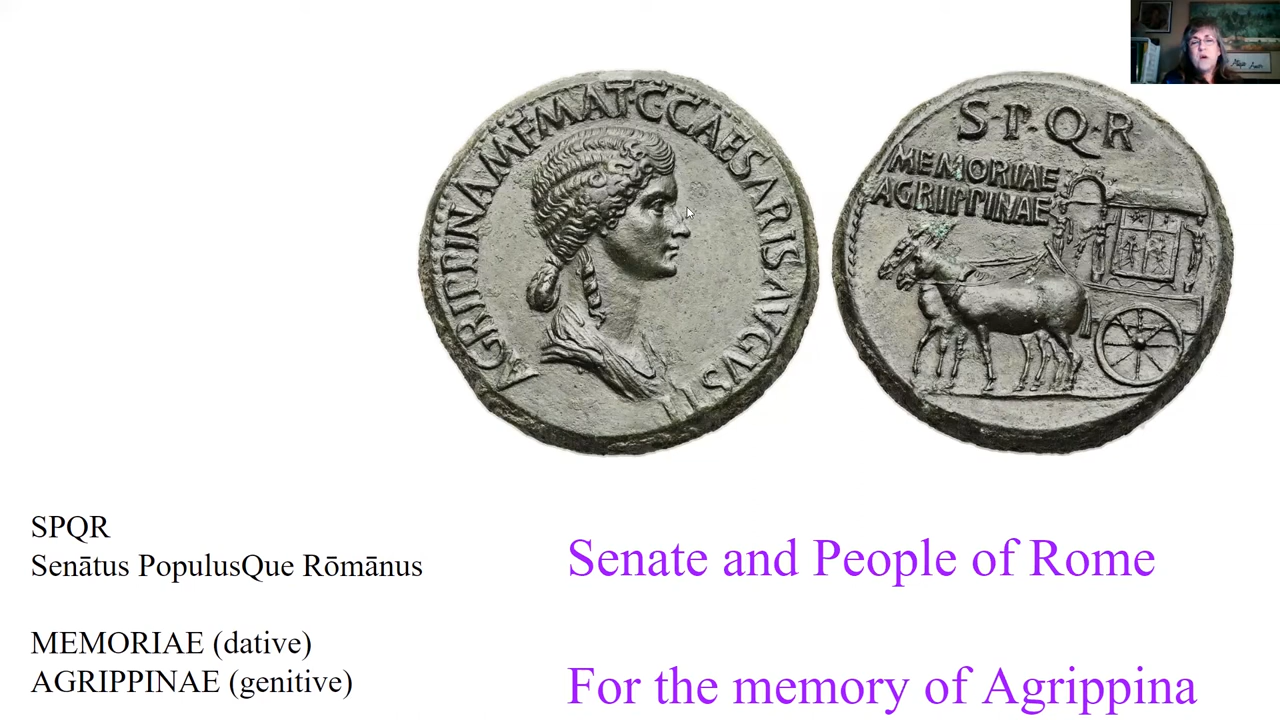 AGRIPPINA M F MAT C CAESARIS AVGVSTI
S·P·Q·R
MEMORIAE
AGRIPPINAE
SPQR
Senātus PopulusQue Rōmānus
Senate and People of Rome
MEMORIAE (dative)
AGRIPPINAE (genitive)
For the memory of Agrippina